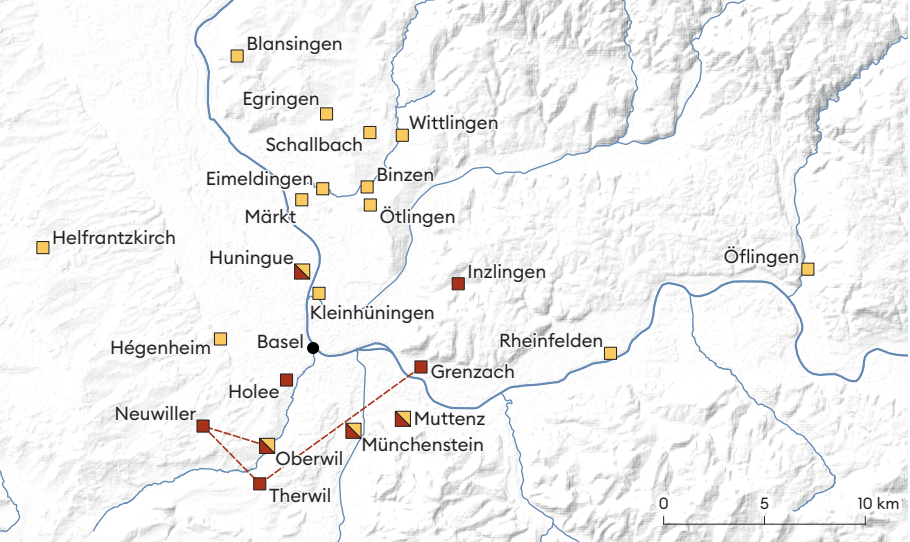 Blansingen
Egringen
Wittlingen
Schallbach
Eimeldingen
Binzen
Märkt
Ötlingen
Helfrantzkirch
Huningue
Öflingen
Inzlingen
Kleinhüningen
Basel
Rheinfelden
Hégenheim
Grenzach
Holee
Neuwiller
Muttenz
Münchenstein
Oberwil
Therwil
0 5 10 km